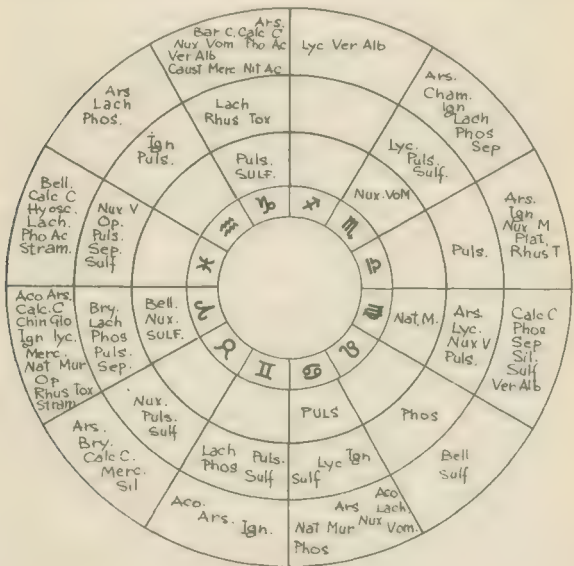 Ars.
Bar C. Calc C
Nux Vom Pho Ac
Ver Alb
Caust Merc Nit Ac
Lyc Ver Alb
Ars.
Cham.
Ign
Lach
Phos
Sep
Ars.
Ign
Nux M
Plat.
Rhus T
Calc C
Phos
Sep
Sil.
Sulf
Ver Alb
Bell
Sulf
Aco
Ars Lach.
Nat Mur Nux Vom.
Phos
Aco.
Ars. Ign.
Ars.
Bry.
Calc C.
Merc.
Sil
Aco Ars.
Calc. C
Chin Glo
Ign lyc.
Merc.
Nat Mur
Op
Rhus Tox
Stram.
Bell.
Calc C
Hyosc.
Lach.
Pho Ac
Stram.
Ars
Lach
Phos.
Lach
Rhus Tox
Lyc.
Puls.
Sulf.
Puls.
Ars.
Lyc.
Nux V
Puls.
Phos
Lyc Ign
Sulf
Lach Puls.
Phos Sulf
Nux.
Puls.
Sulf
Bry.
Lach
Phos
Puls.
Sep.
Nux V
Op.
Puls.
Sep.
Sulf
Ign
Puls.
Puls.
SULF.
Nux. VoM
Nat. M.
PULS
Bell.
Nux.
SULF.
♑ ♐ ♏ ♎ ♍ ♌ ♋ ♊ ♉ ♈ ♓ ♒